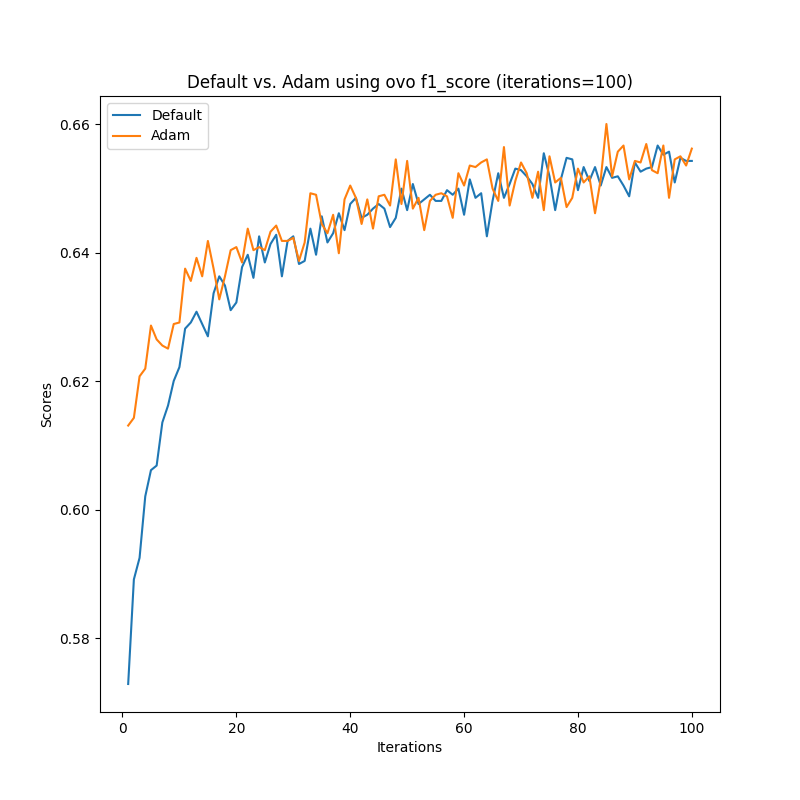 Default vs. Adam using ovo f1_score (iterations=100)
Default
Adam
0.66
0.64
0.62
0.60
0.58
Scores
0
20
40
60
80
100
Iterations